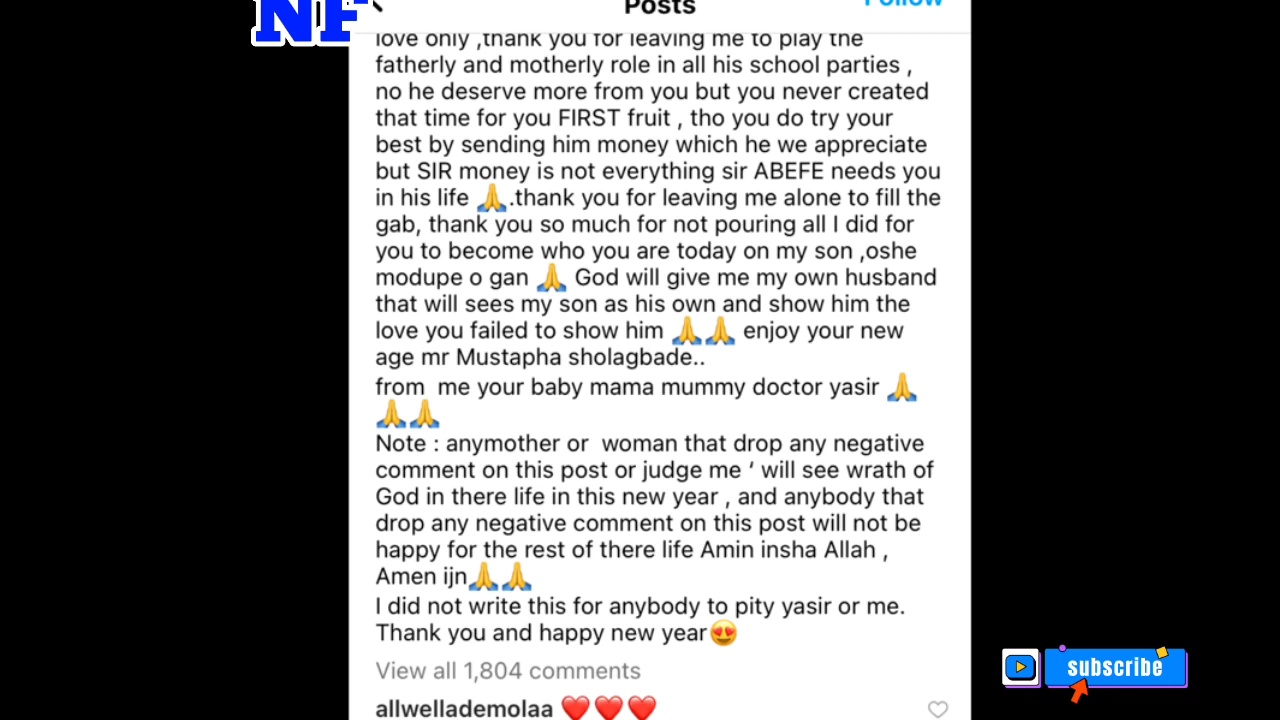 NE
Posts
Follow
love only ,thank you for leaving me to play the
fatherly and motherly role in all his school parties ,
no he deserve more from you but you never created
that time for you FIRST fruit , tho you do try your
best by sending him money which he we appreciate
but SIR money is not everything sir ABEFE needs you
in his life 🙏.thank you for leaving me alone to fill the
gab, thank you so much for not pouring all I did for
you to become who you are today on my son ,oshe
modupe o gan 🙏 God will give me my own husband
that will sees my son as his own and show him the
love you failed to show him 🙏🙏 enjoy your new
age mr Mustapha sholagbade..
from  me your baby mama mummy doctor yasir 🙏
🙏🙏
Note : anymother or  woman that drop any negative
comment on this post or judge me ‘ will see wrath of
God in there life in this new year , and anybody that
drop any negative comment on this post will not be
happy for the rest of there life Amin insha Allah ,
Amen ijn🙏🙏
I did not write this for anybody to pity yasir or me.
Thank you and happy new year😍
View all 1,804 comments
allwellademolaa ❤️❤️❤️
subscribe